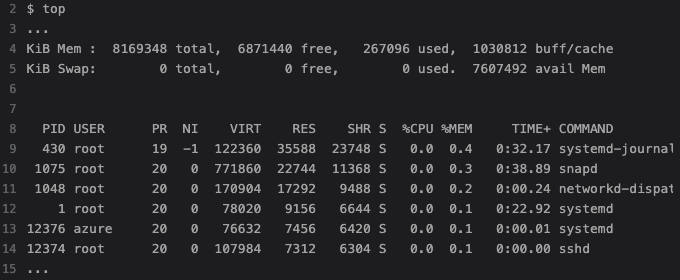 2 $ top
3 ...
4 KiB Mem :  8169348 total,  6871440 free,   267096 used,  1030812 buff/cache
5 KiB Swap:        0 total,        0 free,        0 used.  7607492 avail Mem
6
7
8   PID USER      PR  NI    VIRT    RES    SHR S  %CPU %MEM     TIME+ COMMAND
9   430 root      19  -1  122360  35588  23748 S   0.0  0.4   0:32.17 systemd-journal
10  1075 root      20   0  771860  22744  11368 S   0.0  0.3   0:38.89 snapd
11  1048 root      20   0  170904  17292   9488 S   0.0  0.2   0:00.24 networkd-dispat
12     1 root      20   0   78020   9156   6644 S   0.0  0.1   0:22.92 systemd
13 12376 azure     20   0   76632   7456   6420 S   0.0  0.1   0:00.01 systemd
14 12374 root      20   0  107984   7312   6304 S   0.0  0.1   0:00.00 sshd
15 ...